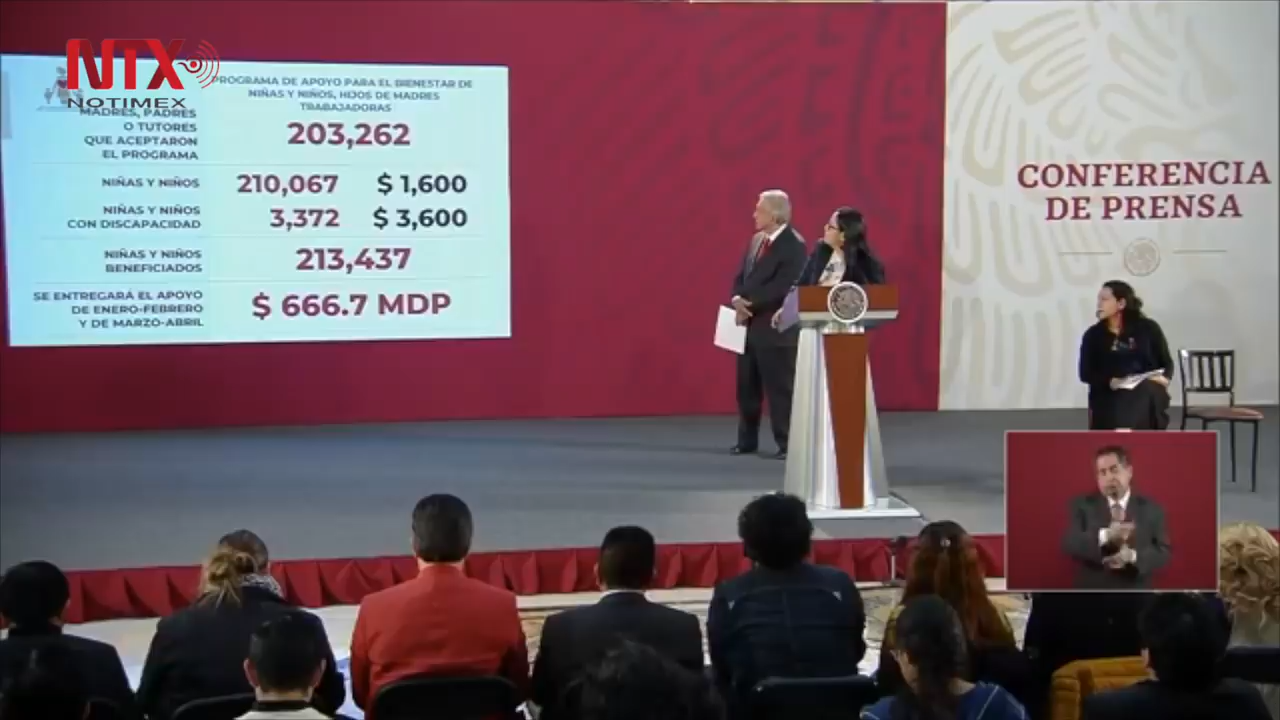 NTX
NOTIMEX
PROGRAMA DE APOYO PARA EL BIENESTAR DE
NIÑAS Y NIÑOS, HIJOS DE MADRES
TRABAJADORAS
MADRES, PADRES
O TUTORES
QUE ACEPTARON
EL PROGRAMA
203,262
NIÑAS Y NIÑOS 210,067 $ 1,600
NIÑAS Y NIÑOS
CON DISCAPACIDAD 3,372 $ 3,600
NIÑAS Y NIÑOS
BENEFICIADOS
213,437
SE ENTREGARÁ EL APOYO
DE ENERO-FEBRERO
Y DE MARZO-ABRIL
$ 666.7 MDP
CONFERENCIA
DE PRENSA